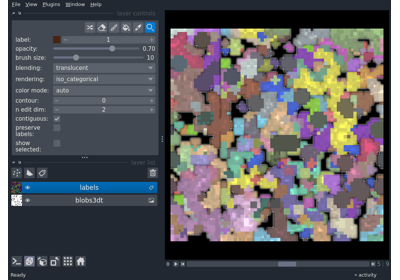 File View Plugins Window Help
layer controls
label: 1
opacity: 0.70
brush size: 10
blending: translucent
rendering: iso_categorical
color mode: auto
contour: 0
n edit dim: 2
contiguous:
preserve
labels:
show
selected:
layer list
labels
blobs3dt
Ready
activity